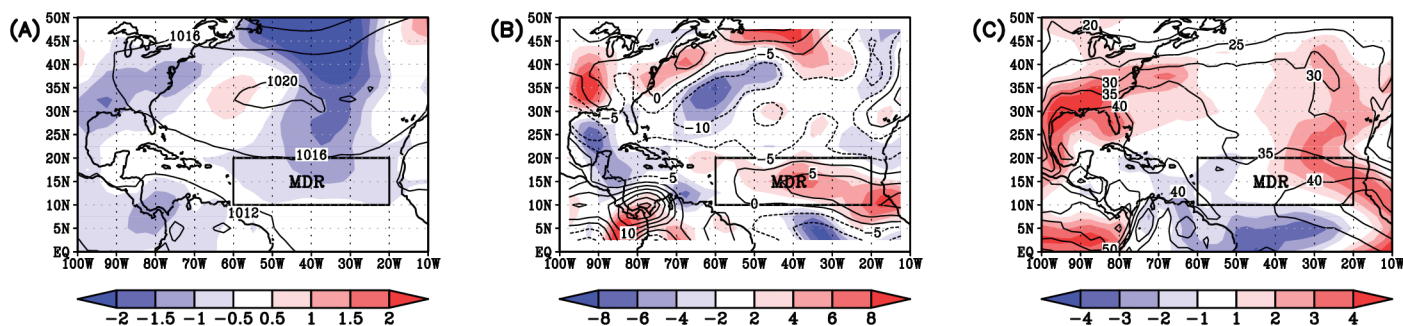 (A)
50N
45N
40N
35N
30N
25N
20N
15N
10N
5N
EQ
1016
1020
1016
1012
MDR
100W 90W 80W 70W 60W 50W 40W 30W 20W 10W
-2 -1.5 -1 -0.5 0.5 1 1.5 2
(B)
50N
45N
40N
35N
30N
25N
20N
15N
10N
5N
EQ
-5
-5
0
-5
-10
-5
-5
5
MDR
0
10
-5
100W 90W 80W 70W 60W 50W 40W 30W 20W 10W
-8 -6 -4 -2 2 4 6 8
(C)
50N
45N
40N
35N
30N
25N
20N
15N
10N
5N
EQ
20
25
30
30
35
40
35
40
MDR
40
50
100W 90W 80W 70W 60W 50W 40W 30W 20W 10W
-4 -3 -2 -1 1 2 3 4